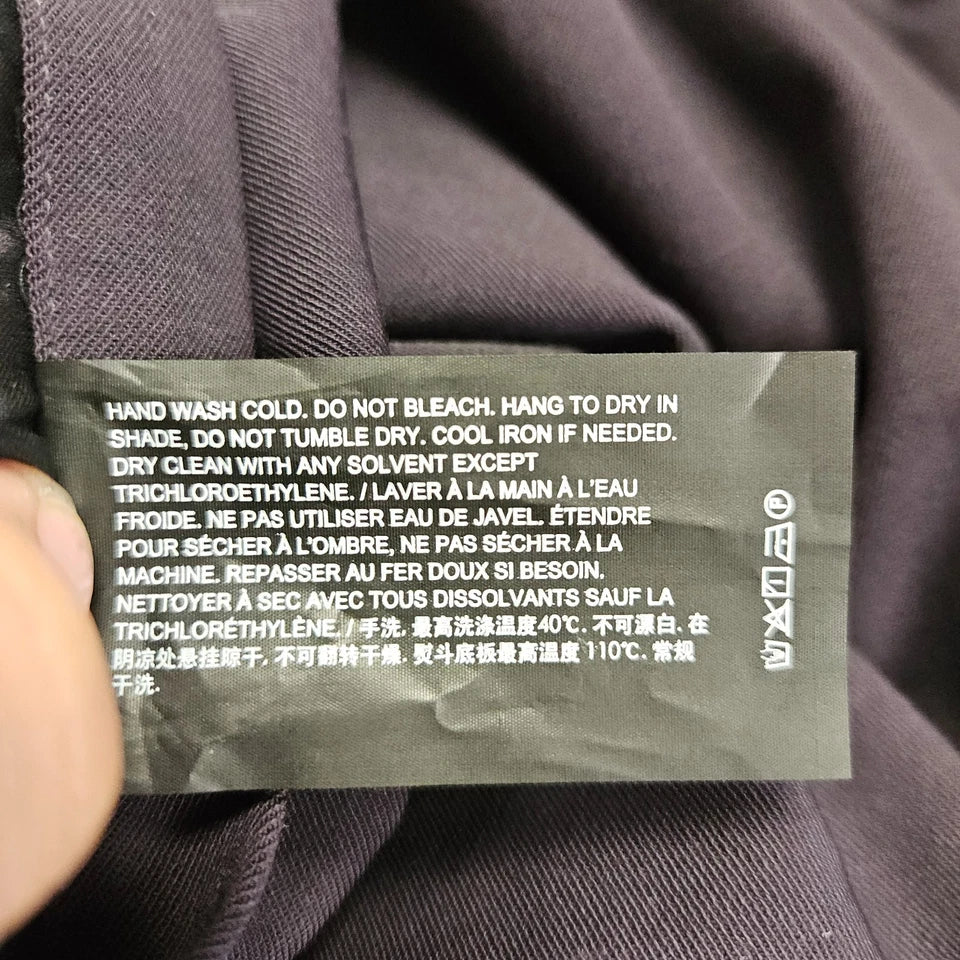 HAND WASH COLD. DO NOT BLEACH. HANG TO DRY IN
SHADE, DO NOT TUMBLE DRY. COOL IRON IF NEEDED.
DRY CLEAN WITH ANY SOLVENT EXCEPT
TRICHLOROETHYLENE. / LAVER À LA MAIN À L'EAU
FROIDE. NE PAS UTILISER EAU DE JAVEL. ÉTENDRE
POUR SÉCHER À L'OMBRE, NE PAS SÉCHER À LA
MACHINE. REPASSER AU FER DOUX SI BESOIN.
NETTOYER À SEC AVEC TOUS DISSOLVANTS SAUF LA
TRICHLORÉTHYLÈNE. / 手洗, 最高洗涤温度40℃. 不可漂白. 在
阴凉处悬挂晾干, 不可翻转干燥. 熨斗底板最高温度 110℃. 常规
干洗.
P